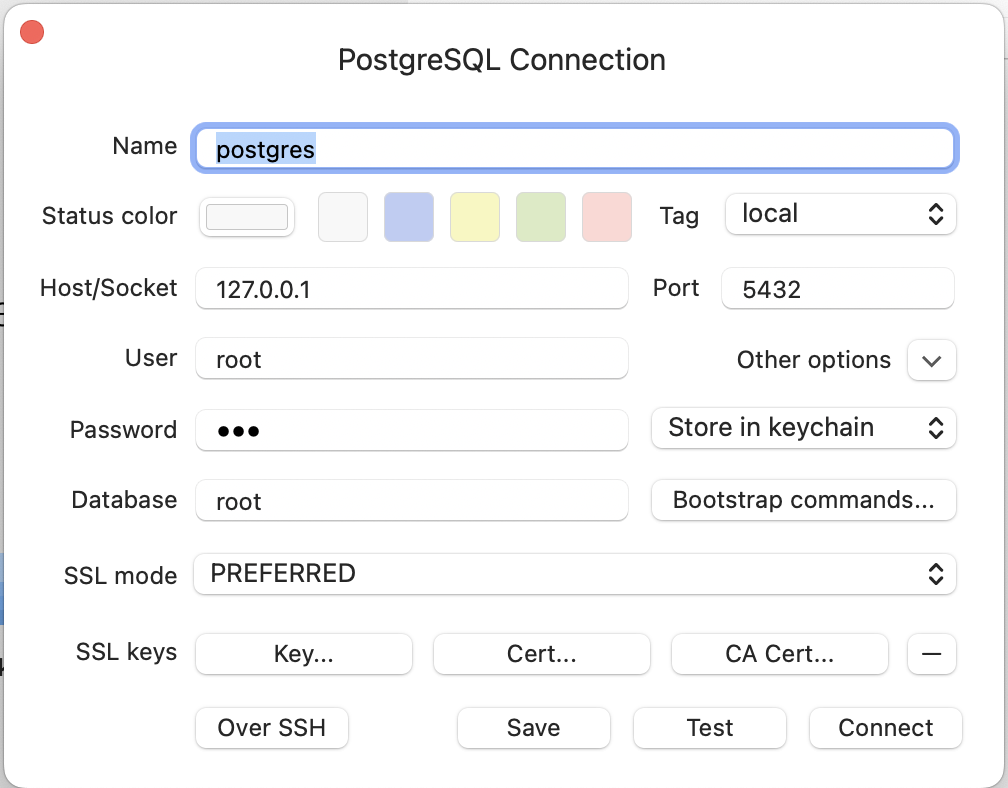 PostgreSQL Connection
Name postgres
Status color Tag local
Host/Socket 127.0.0.1 Port 5432
User root Other options
Password ●●● Store in keychain
Database root Bootstrap commands...
SSL mode PREFERRED
SSL keys Key... Cert... CA Cert... —
Over SSH Save Test Connect